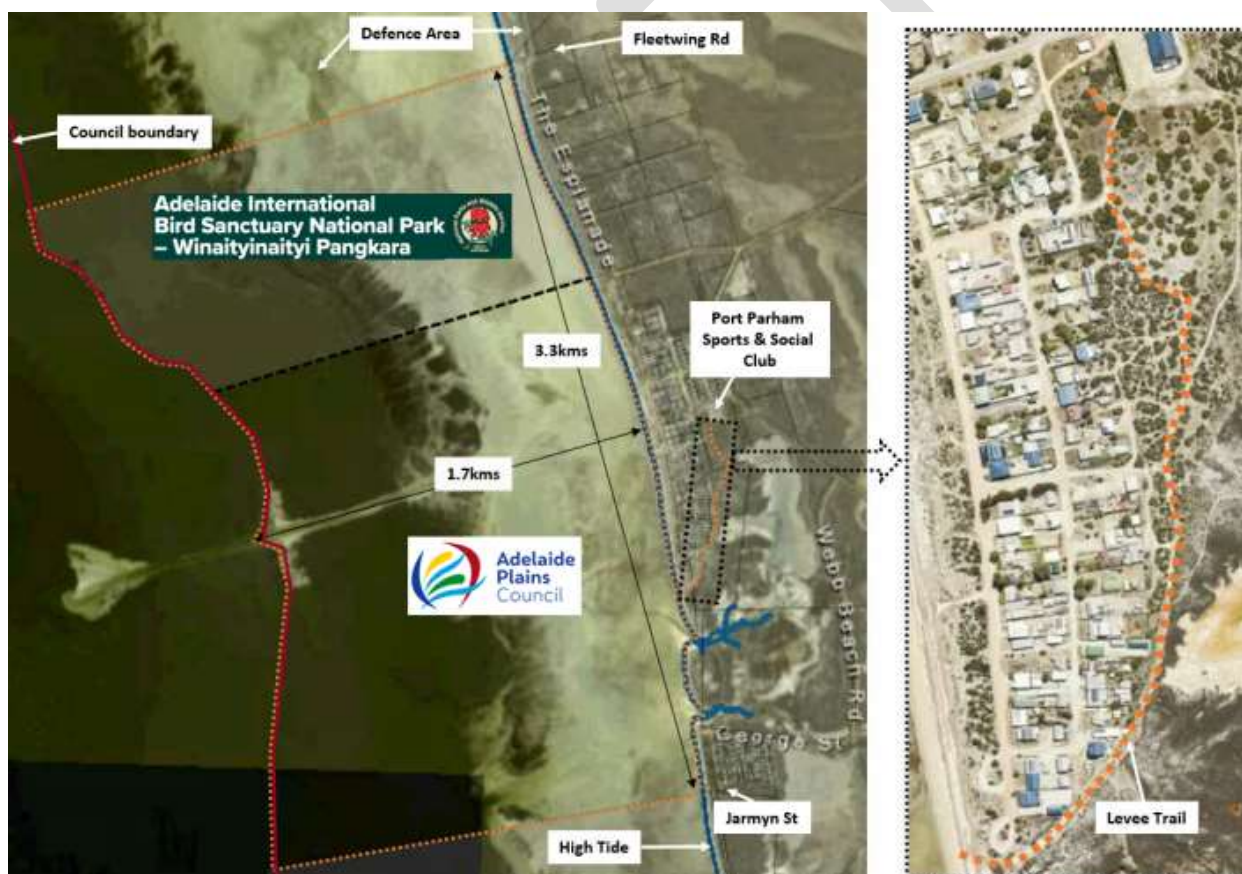 Defence Area
Fleetwing Rd
Council boundary
The Esplanade
Adelaide International
Bird Sanctuary National Park
– Winaityinaityi Pangkara
Port Parham
Sports & Social
Club
3.3kms
1.7kms
Adelaide
Plains
Council
Webb Beach Rd
George St
Jarmyn St
High Tide
Levee Trail